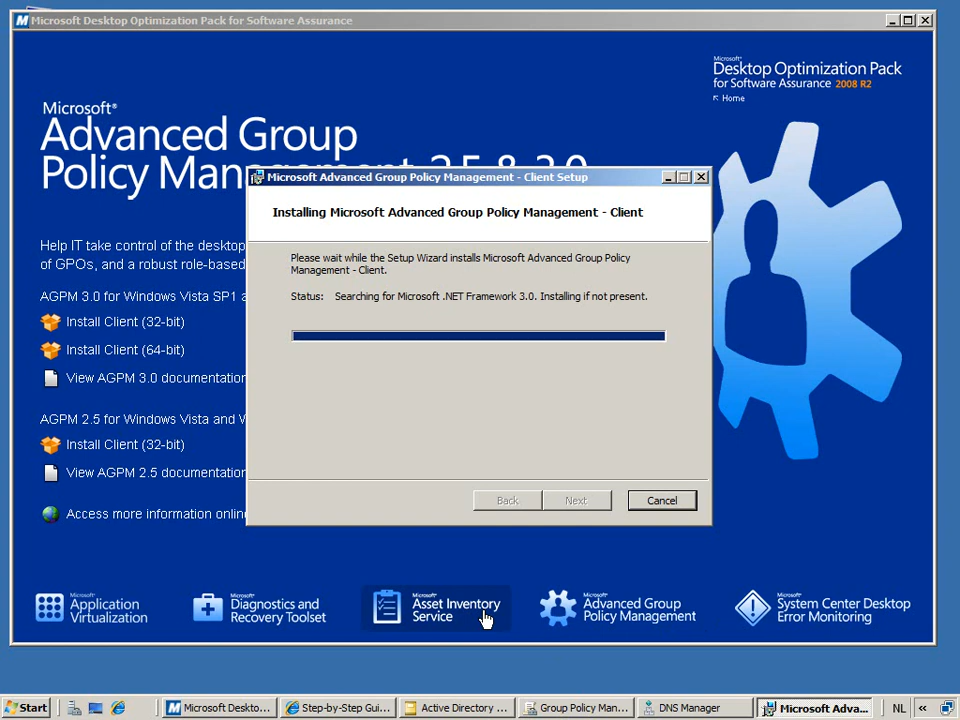 Microsoft Desktop Optimization Pack for Software Assurance
Microsoft®
Desktop Optimization Pack
for Software Assurance 2008 R2
Home
Microsoft®
Advanced Group
Policy Man
Microsoft Advanced Group Policy Management - Client Setup
Installing Microsoft Advanced Group Policy Management - Client
Please wait while the Setup Wizard installs Microsoft Advanced Group Policy
Management - Client.
Status: Searching for Microsoft .NET Framework 3.0. Installing if not present.
Back
Next
Cancel
Help IT take control of the desktop
of GPOs, and a robust role-based
AGPM 3.0 for Windows Vista SP1 a
Install Client (32-bit)
Install Client (64-bit)
View AGPM 3.0 documentation
AGPM 2.5 for Windows Vista and W
Install Client (32-bit)
View AGPM 2.5 documentation
Access more information online
Microsoft®
Application
Virtualization
Microsoft®
Diagnostics and
Recovery Toolset
Microsoft®
Asset Inventory
Service
Microsoft®
Advanced Group
Policy Management
Microsoft®
System Center Desktop
Error Monitoring
Start
Microsoft Deskto...
Step-by-Step Gui...
Active Directory ...
Group Policy Man...
DNS Manager
Microsoft Adva...
NL